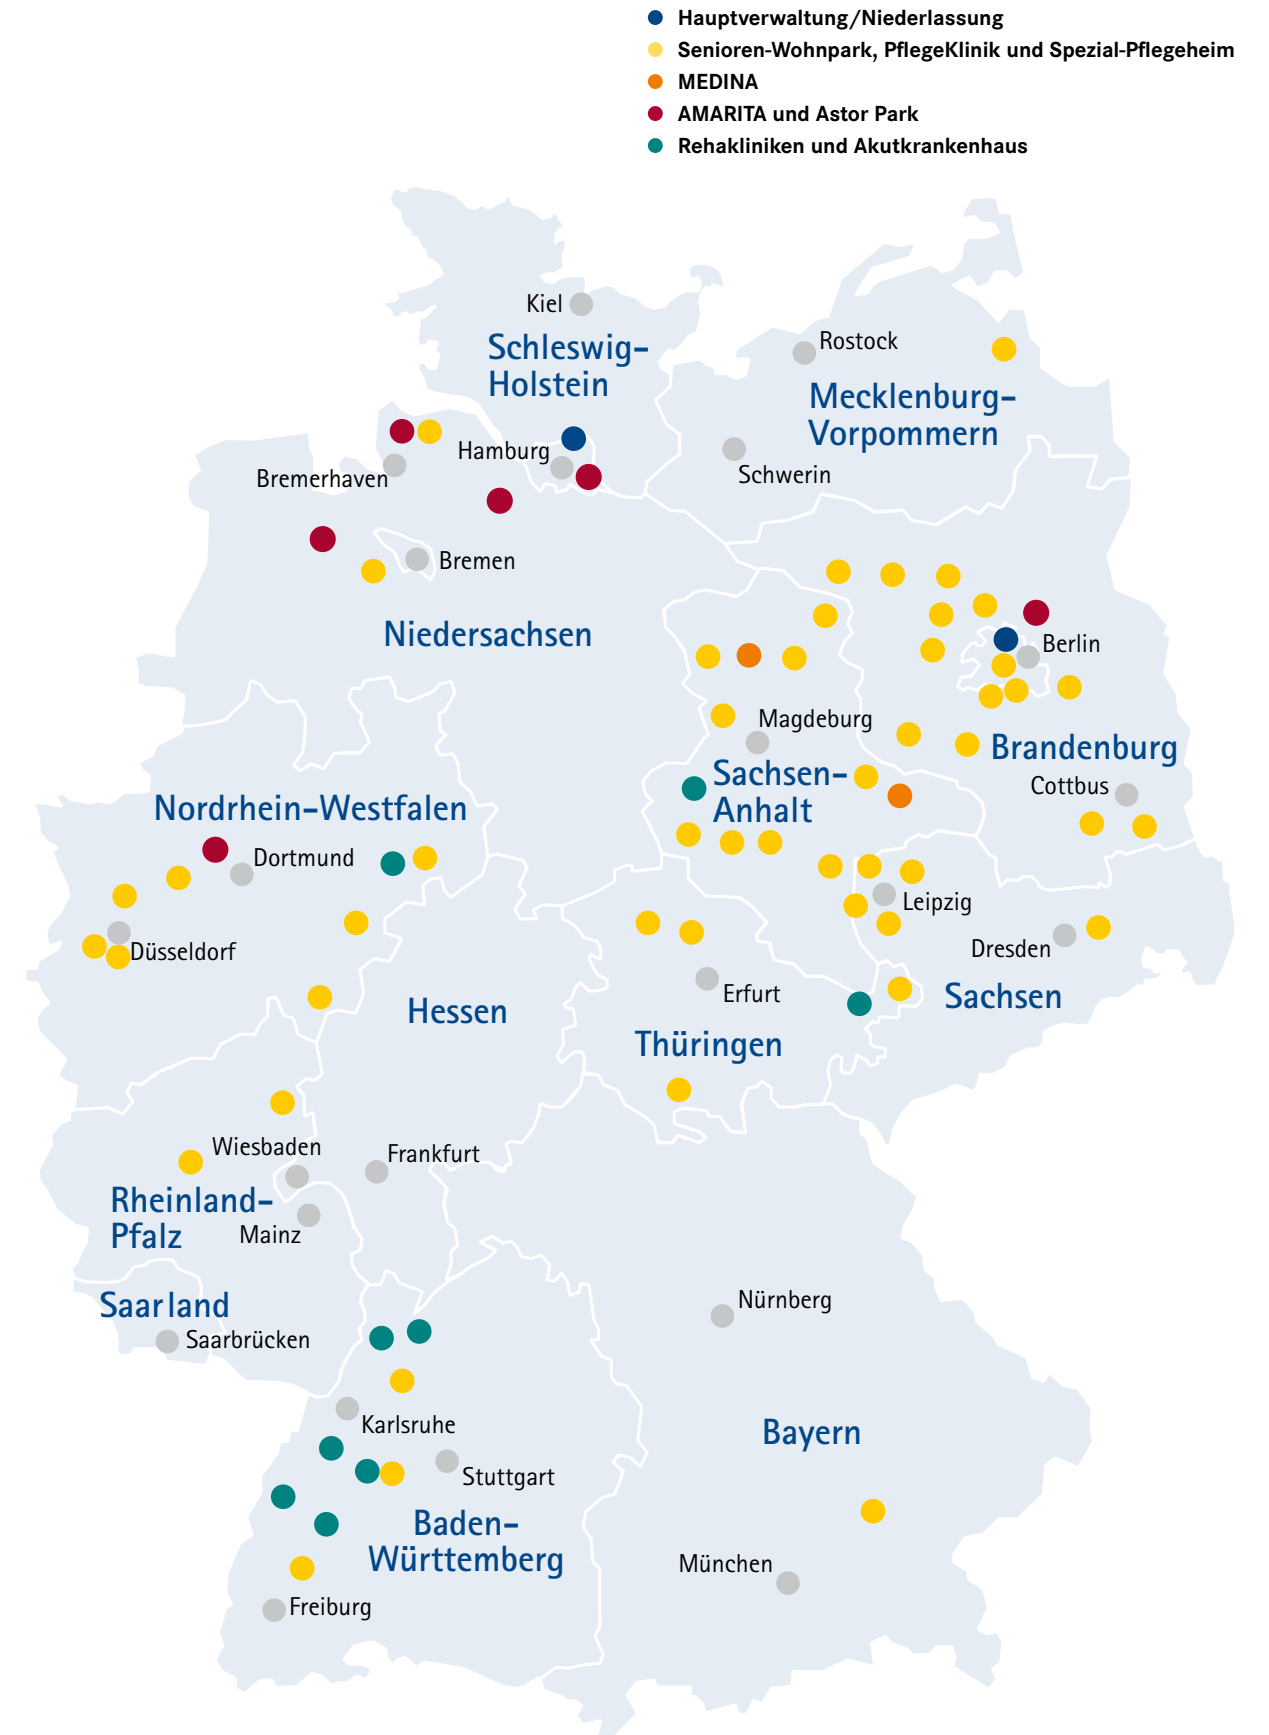 Hauptverwaltung/Niederlassung
Senioren-Wohnpark, PflegeKlinik und Spezial-Pflegeheim
MEDINA
AMARITA und Astor Park
Rehakliniken und Akutkrankenhaus
Kiel
Schleswig-
Holstein
Rostock
Mecklenburg-
Vorpommern
Hamburg
Bremerhaven
Schwerin
Bremen
Niedersachsen
Berlin
Magdeburg
Brandenburg
Sachsen-
Anhalt
Cottbus
Nordrhein-Westfalen
Dortmund
Leipzig
Düsseldorf
Dresden
Erfurt
Sachsen
Hessen
Thüringen
Wiesbaden
Frankfurt
Rheinland-
Pfalz
Mainz
Saarland
Saarbrücken
Nürnberg
Karlsruhe
Bayern
Stuttgart
Baden-
Württemberg
München
Freiburg